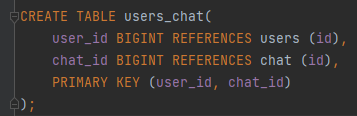 CREATE TABLE users_chat(
    user_id BIGINT REFERENCES users (id),
    chat_id BIGINT REFERENCES chat (id),
    PRIMARY KEY (user_id, chat_id)
);